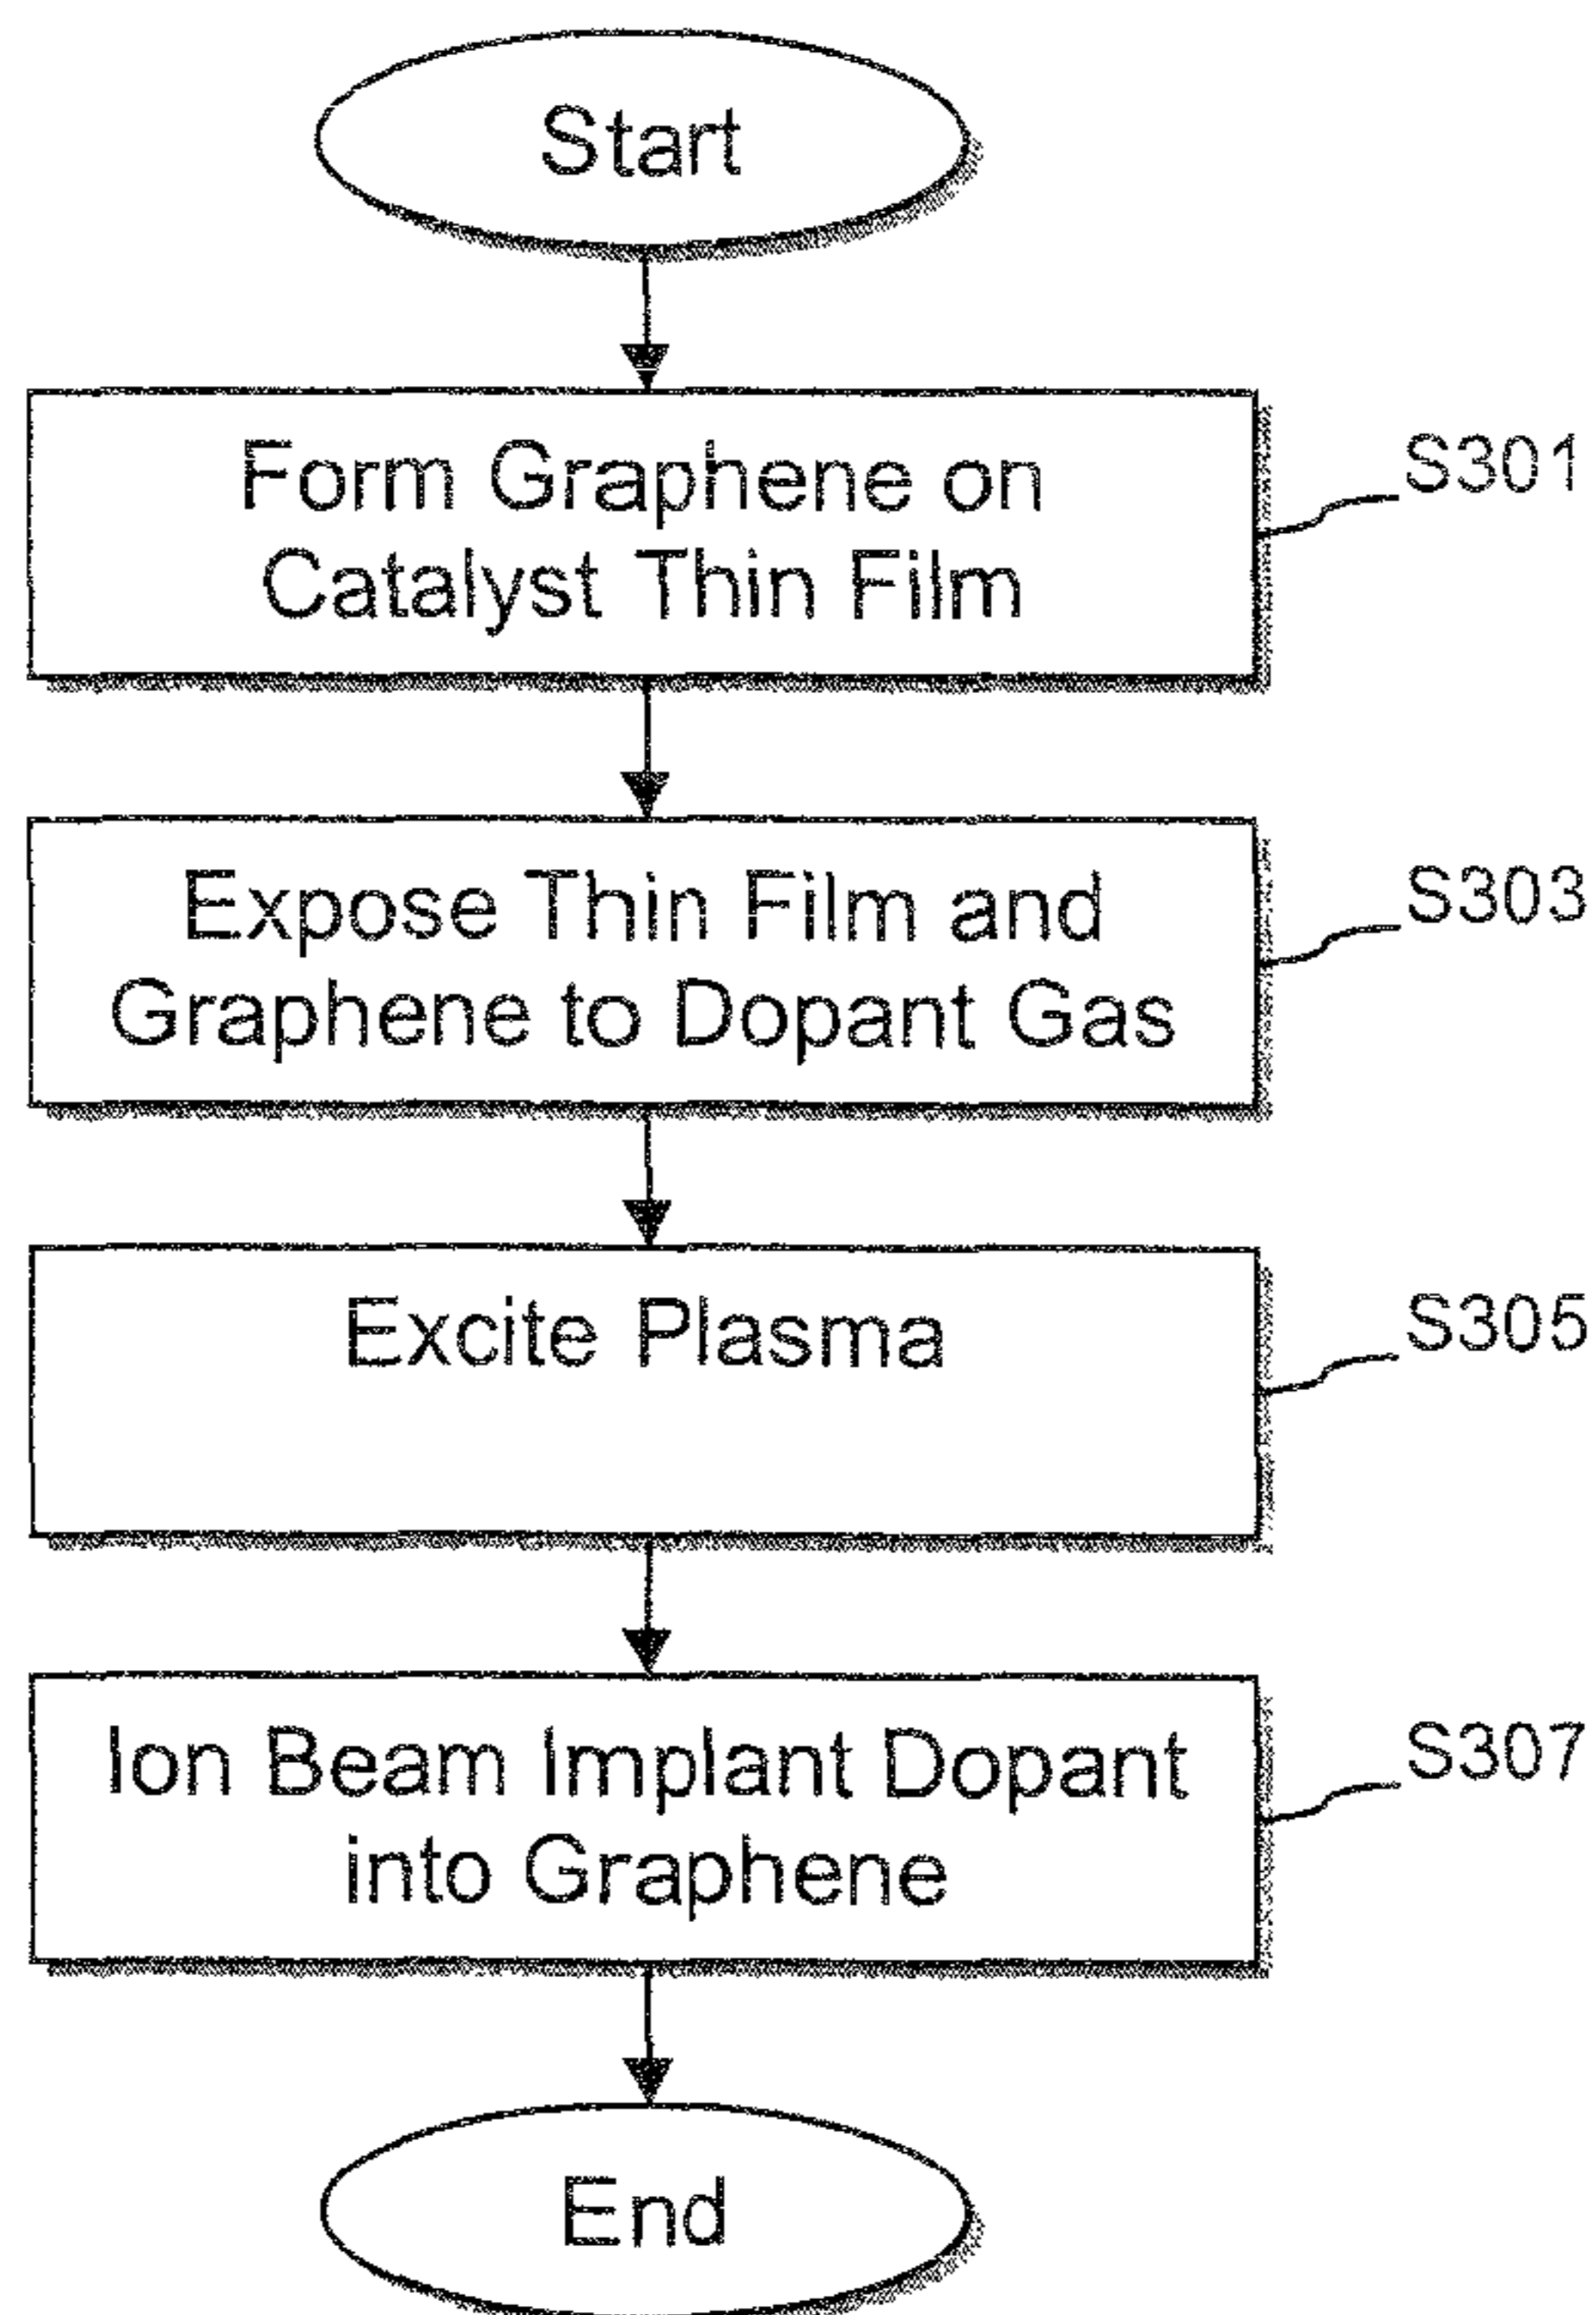 Start
Form Graphene on
Catalyst Thin Film
S301
Expose Thin Film and
Graphene to Dopant Gas
S303
Excite Plasma
S305
Ion Beam Implant Dopant
into Graphene
S307
End